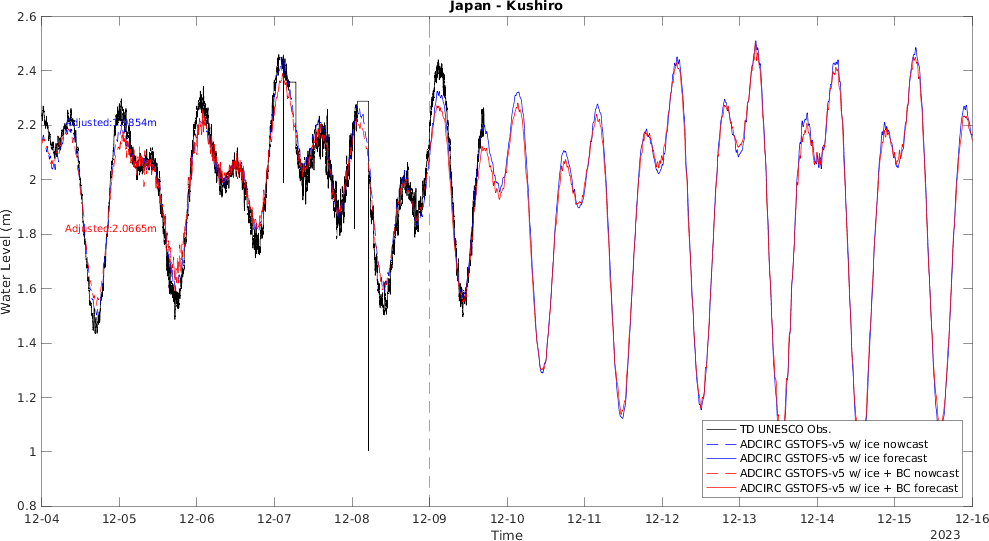 Japan - Kushiro
2.6
2.4
2.2
2
1.8
1.6
1.4
1.2
1
0.8
Water Level (m)
Adjusted:2.0665m
TD UNESCO Obs.
ADCIRC GSTOFS-v5 w/ ice nowcast
ADCIRC GSTOFS-v5 w/ ice forecast
ADCIRC GSTOFS-v5 w/ ice + BC nowcast
ADCIRC GSTOFS-v5 w/ ice + BC forecast
12-04 12-05 12-06 12-07 12-08 12-09 12-10 12-11 12-12 12-13 12-14 12-15 12-16
Time
2023